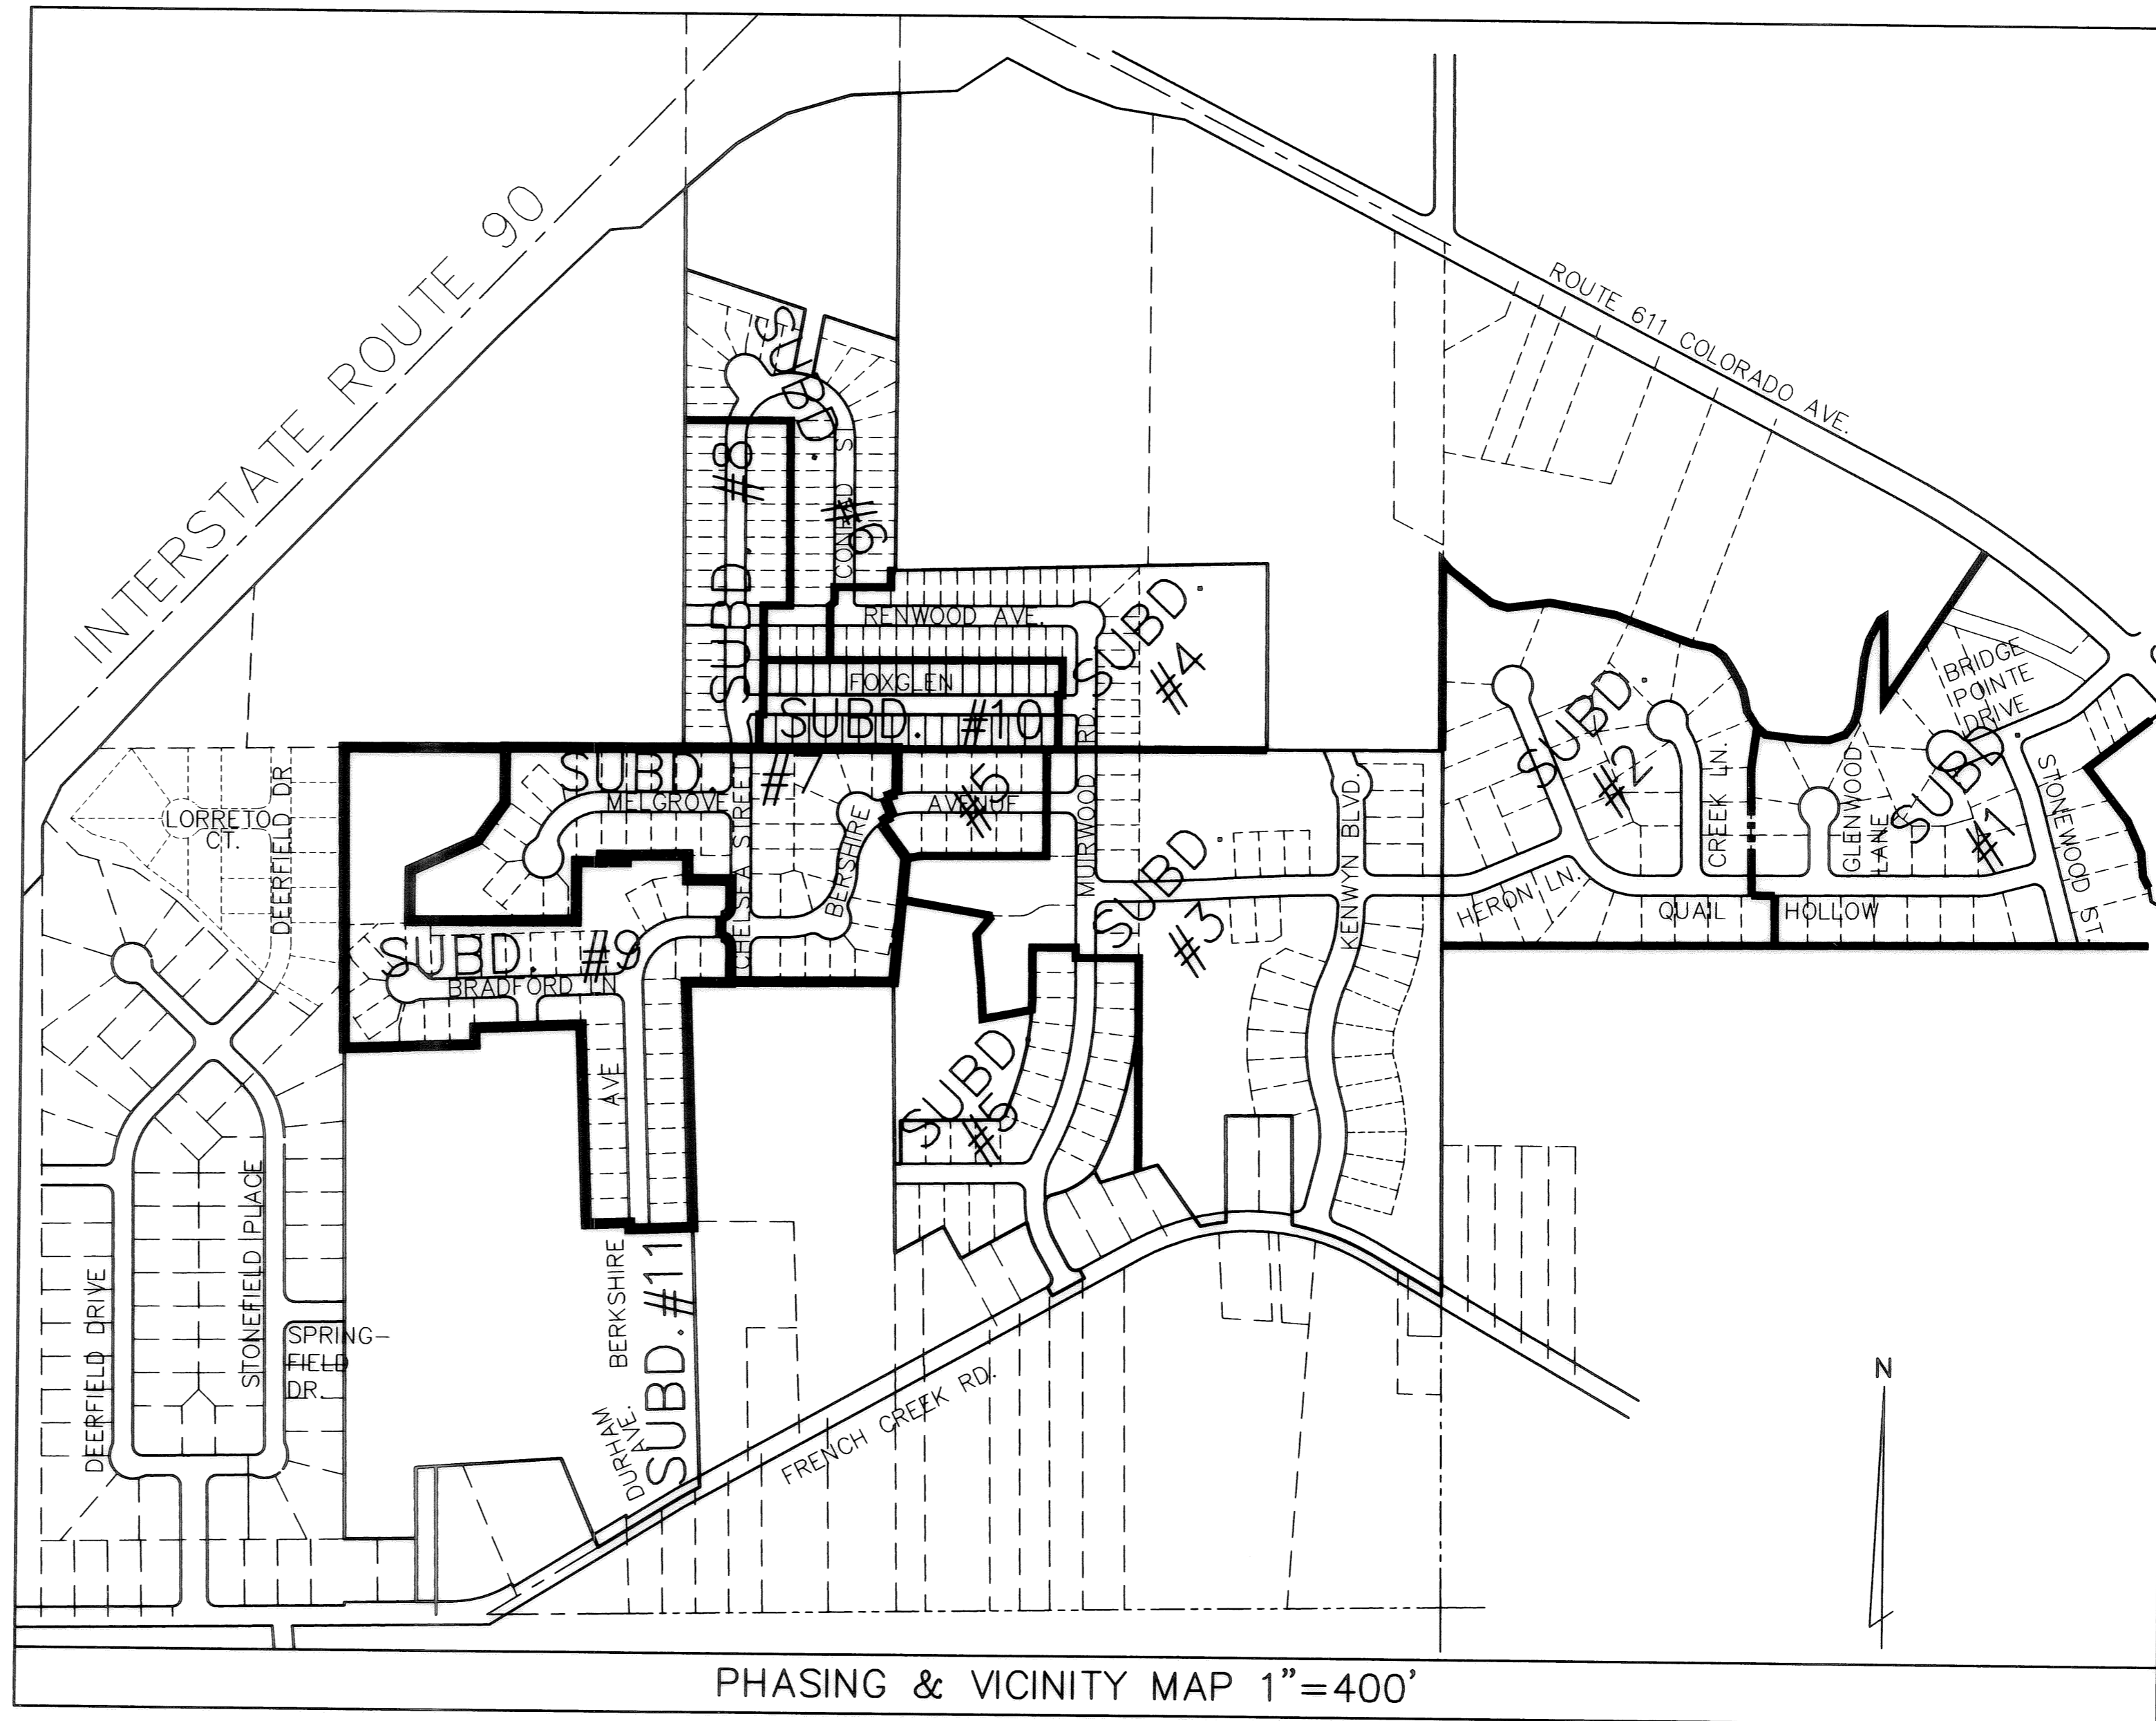 INTERSTATE ROUTE 90
ROUTE 611 COLORADO AVE.
SUBD.
#6
CONRAD ST
SUBD.
#8
RENWOOD AVE.
SUBD.
#4
FOXGLEN
SUBD. #10
MUIRWOOD RD.
SUBD. #7
MELGROVE
AVENUE
#5
CHELSEA STREET
BERSHIRE
LORRETO
CT.
DEERFIELD DR
SUBD. #9
BRADFORD LN
AVE
BERKSHIRE
SUBD. #11
DURHAM
AVE.
SUBD.
#5
SUBD.
#3
KENWYN BLVD.
SUBD.
#2
HERON LN.
CREEK LN.
QUAIL HOLLOW
GLENWOOD
LANE
SUBD.
#1
BRIDGE
POINTE
DRIVE
STONEWOOD ST.
STONEFIELD PLACE
DEERFIELD DRIVE
SPRING-
FIELD
DR.
FRENCH CREEK RD.
N
PHASING & VICINITY MAP 1"=400'